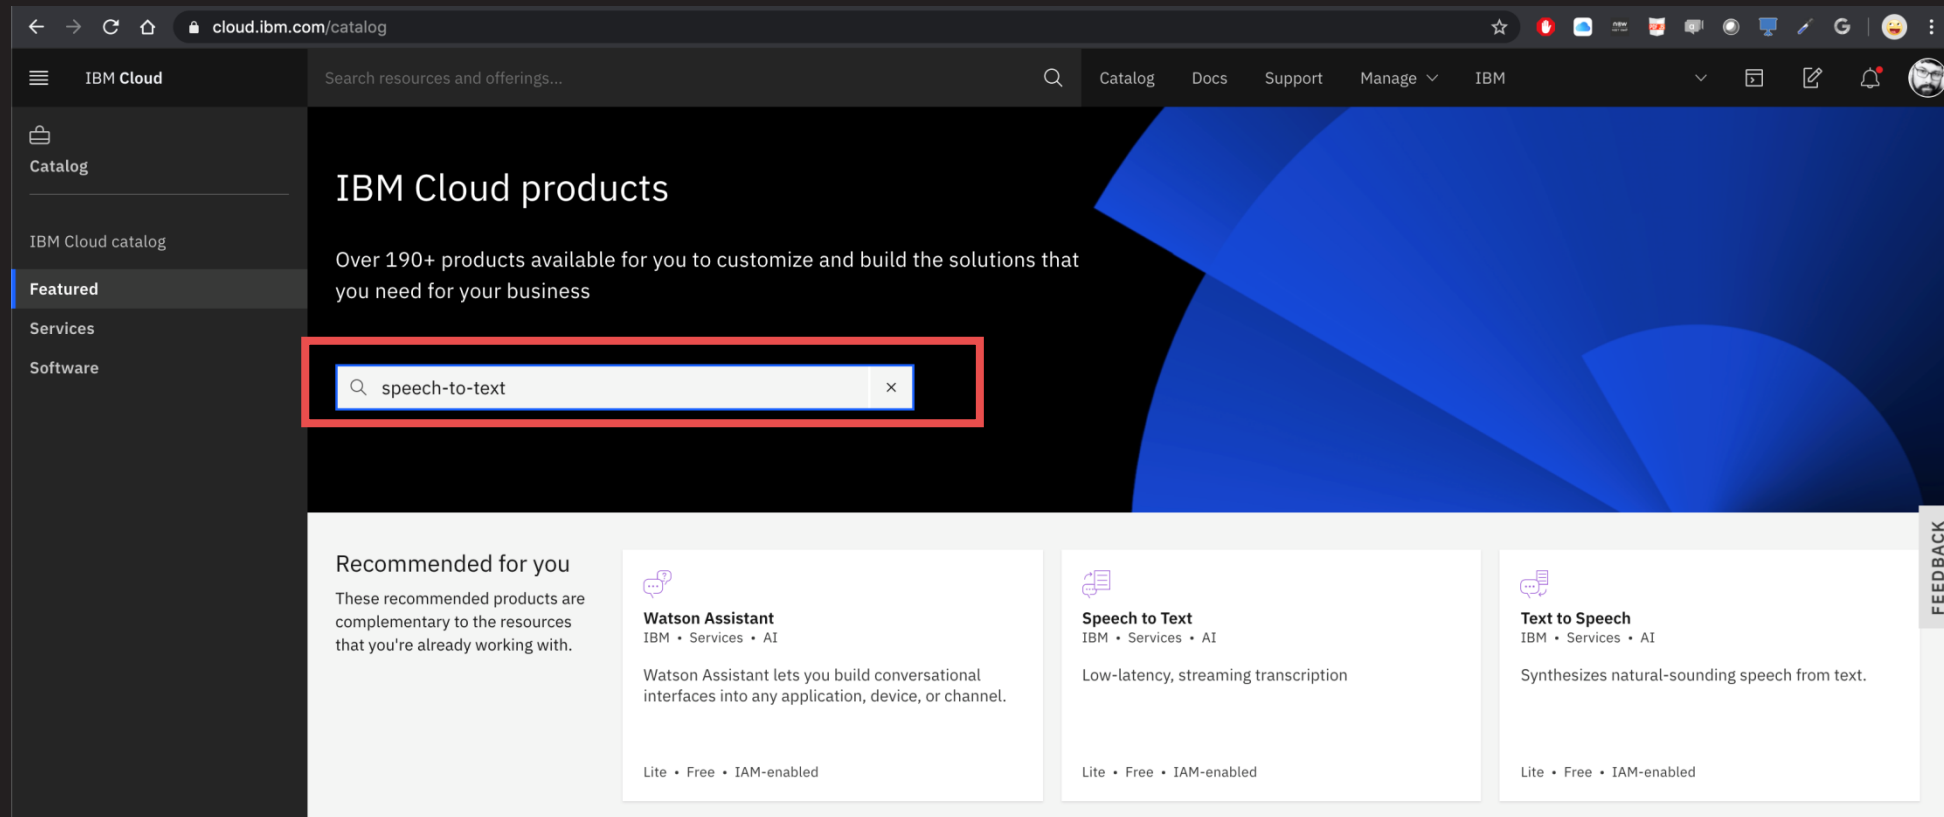 cloud.ibm.com/catalog
IBM Cloud
Search resources and offerings...
Catalog
Docs
Support
Manage
IBM
Catalog
IBM Cloud catalog
Featured
Services
Software
IBM Cloud products
Over 190+ products available for you to customize and build the solutions that
you need for your business
speech-to-text
Recommended for you
These recommended products are
complementary to the resources
that you're already working with.
Watson Assistant
IBM • Services • AI
Watson Assistant lets you build conversational
interfaces into any application, device, or channel.
Lite • Free • IAM-enabled
Speech to Text
IBM • Services • AI
Low-latency, streaming transcription
Lite • Free • IAM-enabled
Text to Speech
IBM • Services • AI
Synthesizes natural-sounding speech from text.
Lite • Free • IAM-enabled
FEEDBACK